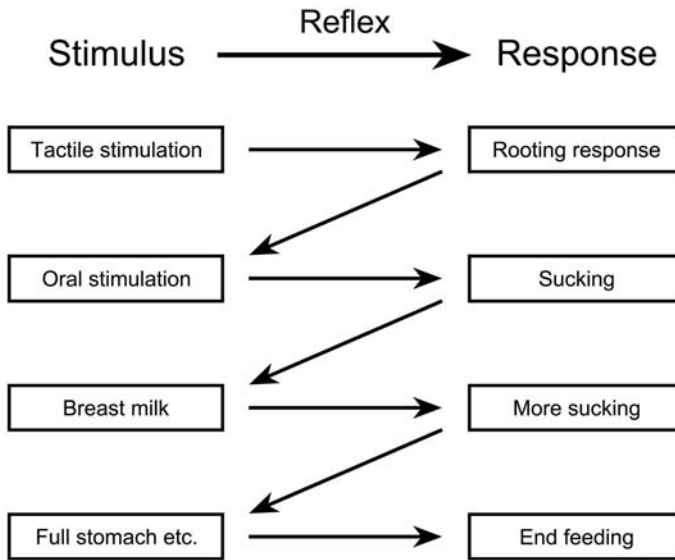 Reflex
Stimulus Response
Tactile stimulation Rooting response
Oral stimulation Sucking
Breast milk More sucking
Full stomach etc. End feeding